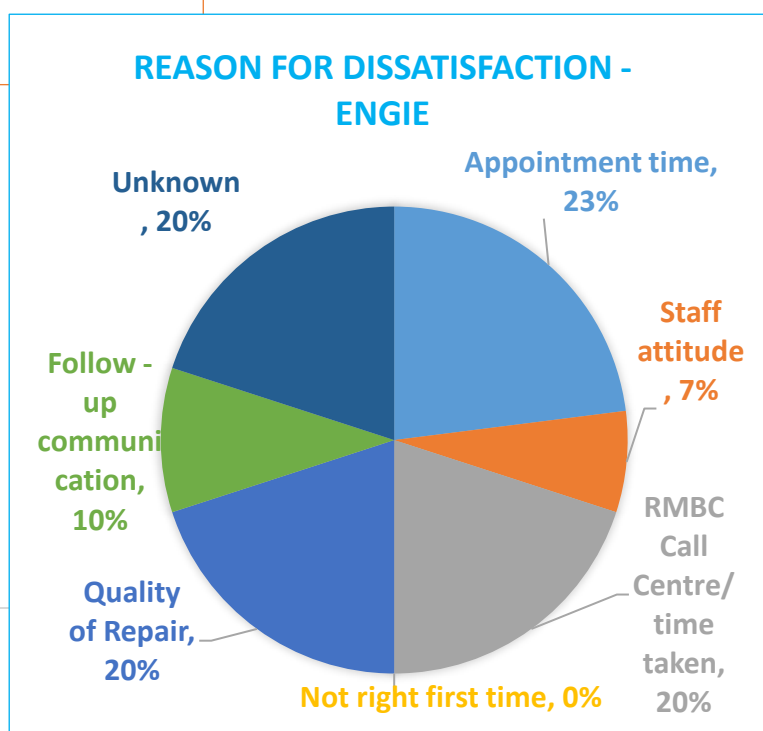 REASON FOR DISSATISFACTION -
ENGIE
Appointment time,
23%
Staff
attitude
, 7%
RMBC
Call
Centre/
time
taken,
20%
Not right first time, 0%
Quality
of Repair,
20%
Follow -
up
communi
cation,
10%
Unknown
, 20%